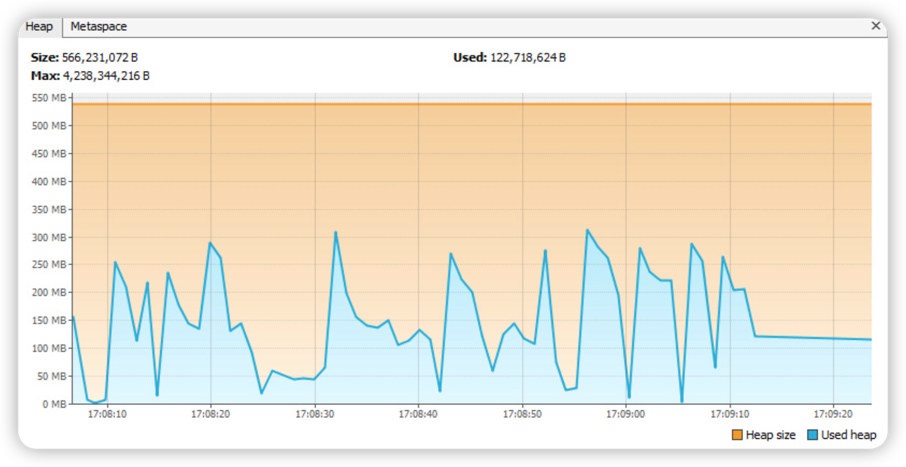 Heap Metaspace ×
Size: 566,231,072 B Used: 122,718,624 B
Max: 4,238,344,216 B
550 MB
500 MB
450 MB
400 MB
350 MB
300 MB
250 MB
200 MB
150 MB
100 MB
50 MB
0 MB
17:08:10 17:08:20 17:08:30 17:08:40 17:08:50 17:09:00 17:09:10 17:09:20
Heap size Used heap